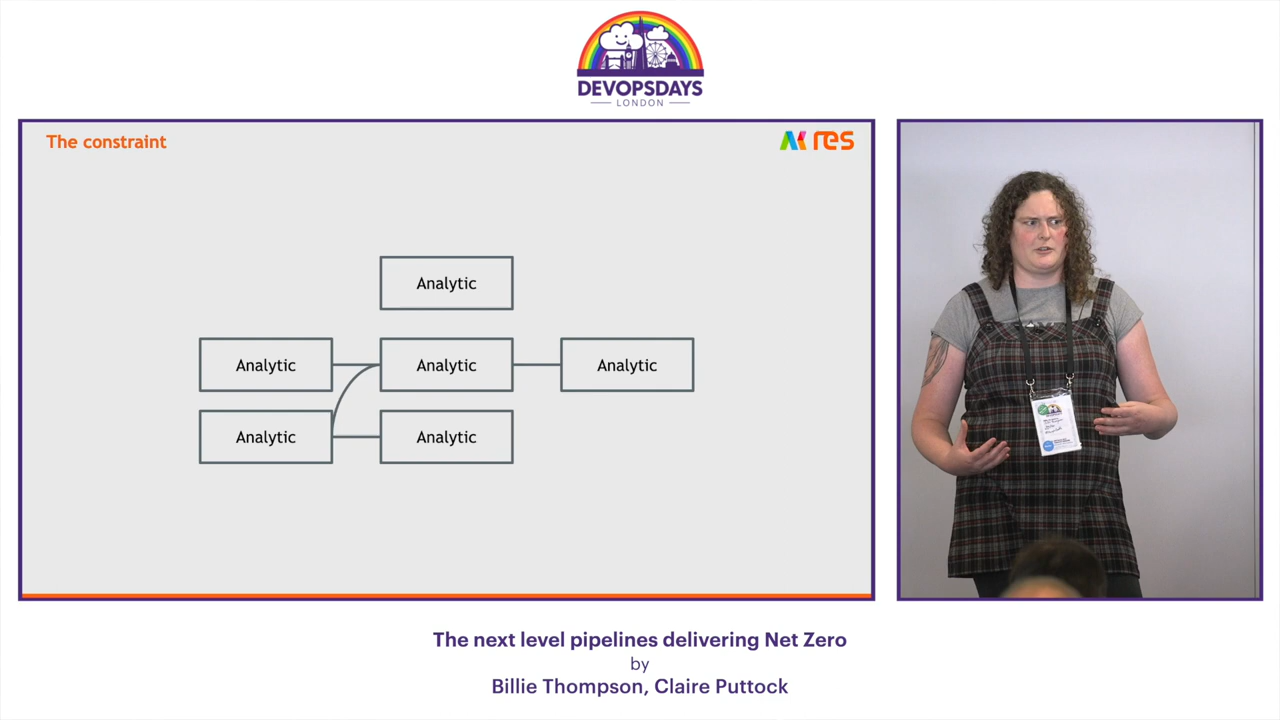 DEVOPSDAYS
LONDON
The constraint
res
Analytic
Analytic
Analytic
Analytic
Analytic
Analytic
The next level pipelines delivering Net Zero
by
Billie Thompson, Claire Puttock